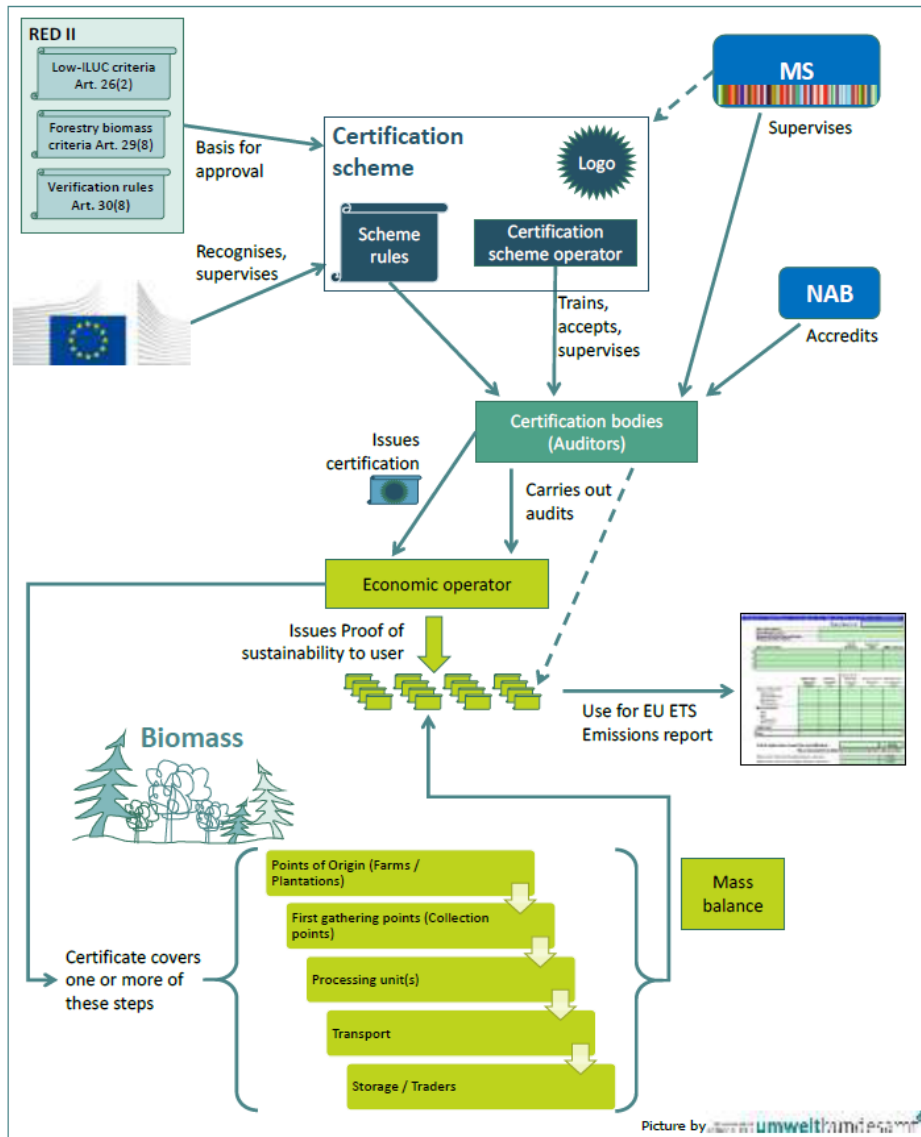 RED II
Low-ILUC criteria
Art. 26(2)
Forestry biomass
criteria Art. 29(8)
Verification rules
Art. 30(8)
Basis for
approval
Certification
scheme
Logo
Scheme
rules
Certification
scheme operator
MS
Supervises
Recognises,
supervises
Trains,
accepts,
supervises
NAB
Accredits
Certification bodies
(Auditors)
Issues
certification
Carries out
audits
Economic operator
Issues Proof of
sustainability to user
Use for EU ETS
Emissions report
Biomass
Points of Origin (Farms /
Plantations)
First gathering points (Collection
points)
Processing unit(s)
Transport
Storage / Traders
Certificate covers
one or more of
these steps
Mass
balance
Picture by umweltbundesamt